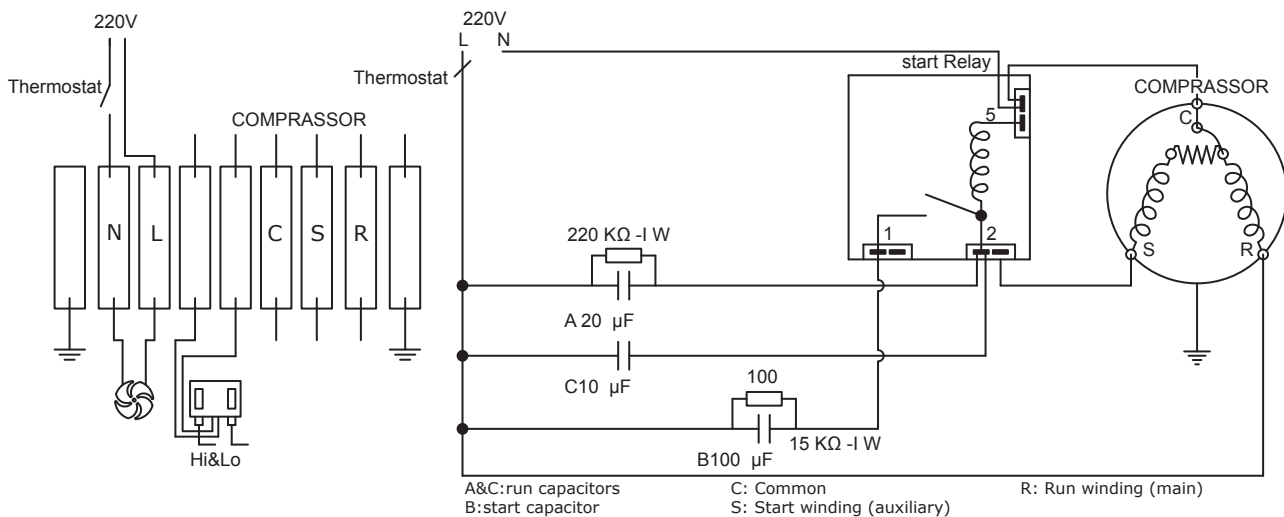 220V
Thermostat
COMPRASSOR
N L C S R
Hi&Lo
220V
L N
Thermostat
start Relay
5
1 2
COMPRASSOR
C
S R
220 KΩ -I W
A 20 µF
C10 µF
100
15 KΩ -I W
B100 µF
A&C:run capacitors
B:start capacitor
C: Common
S: Start winding (auxiliary)
R: Run winding (main)